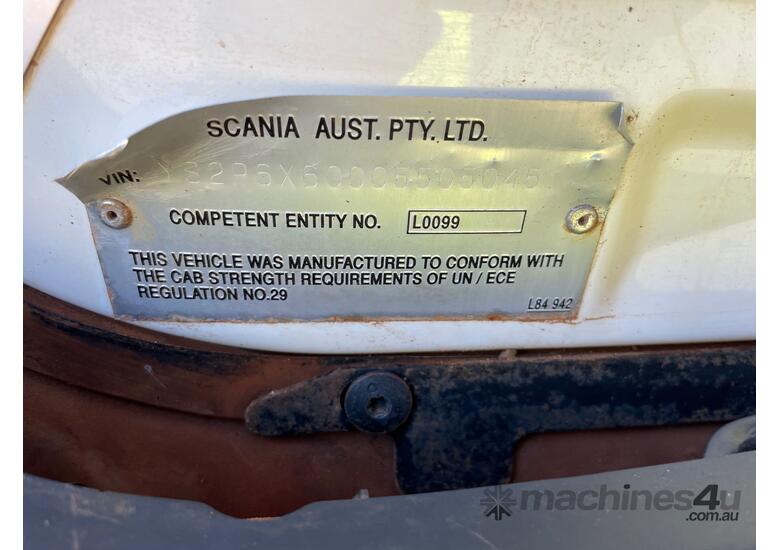 SCANIA AUST. PTY. LTD.
VIN:
COMPETENT ENTITY NO. L0099
THIS VEHICLE WAS MANUFACTURED TO CONFORM WITH
THE CAB STRENGTH REQUIREMENTS OF UN / ECE
REGULATION NO.29
L84 942
machines4u
.com.au